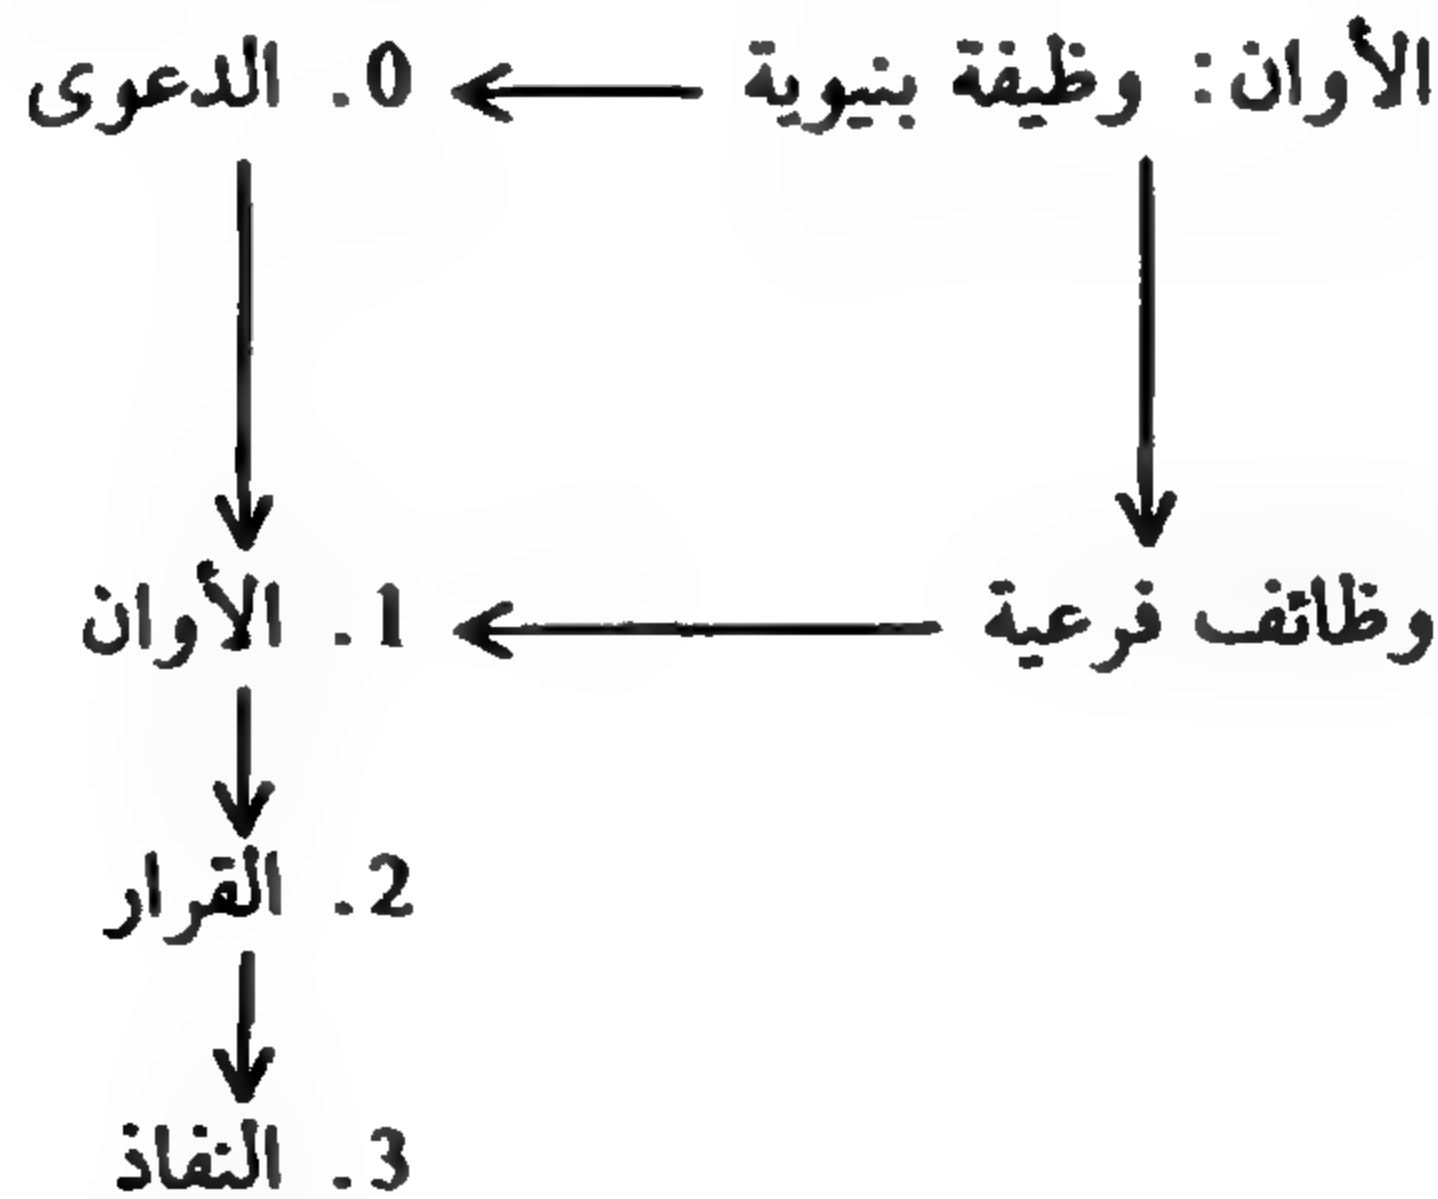 الأوان: وظيفة بنيوية
0. الدعوى
وظائف فرعية
1. الأوان
2. القرار
3. النفاذ